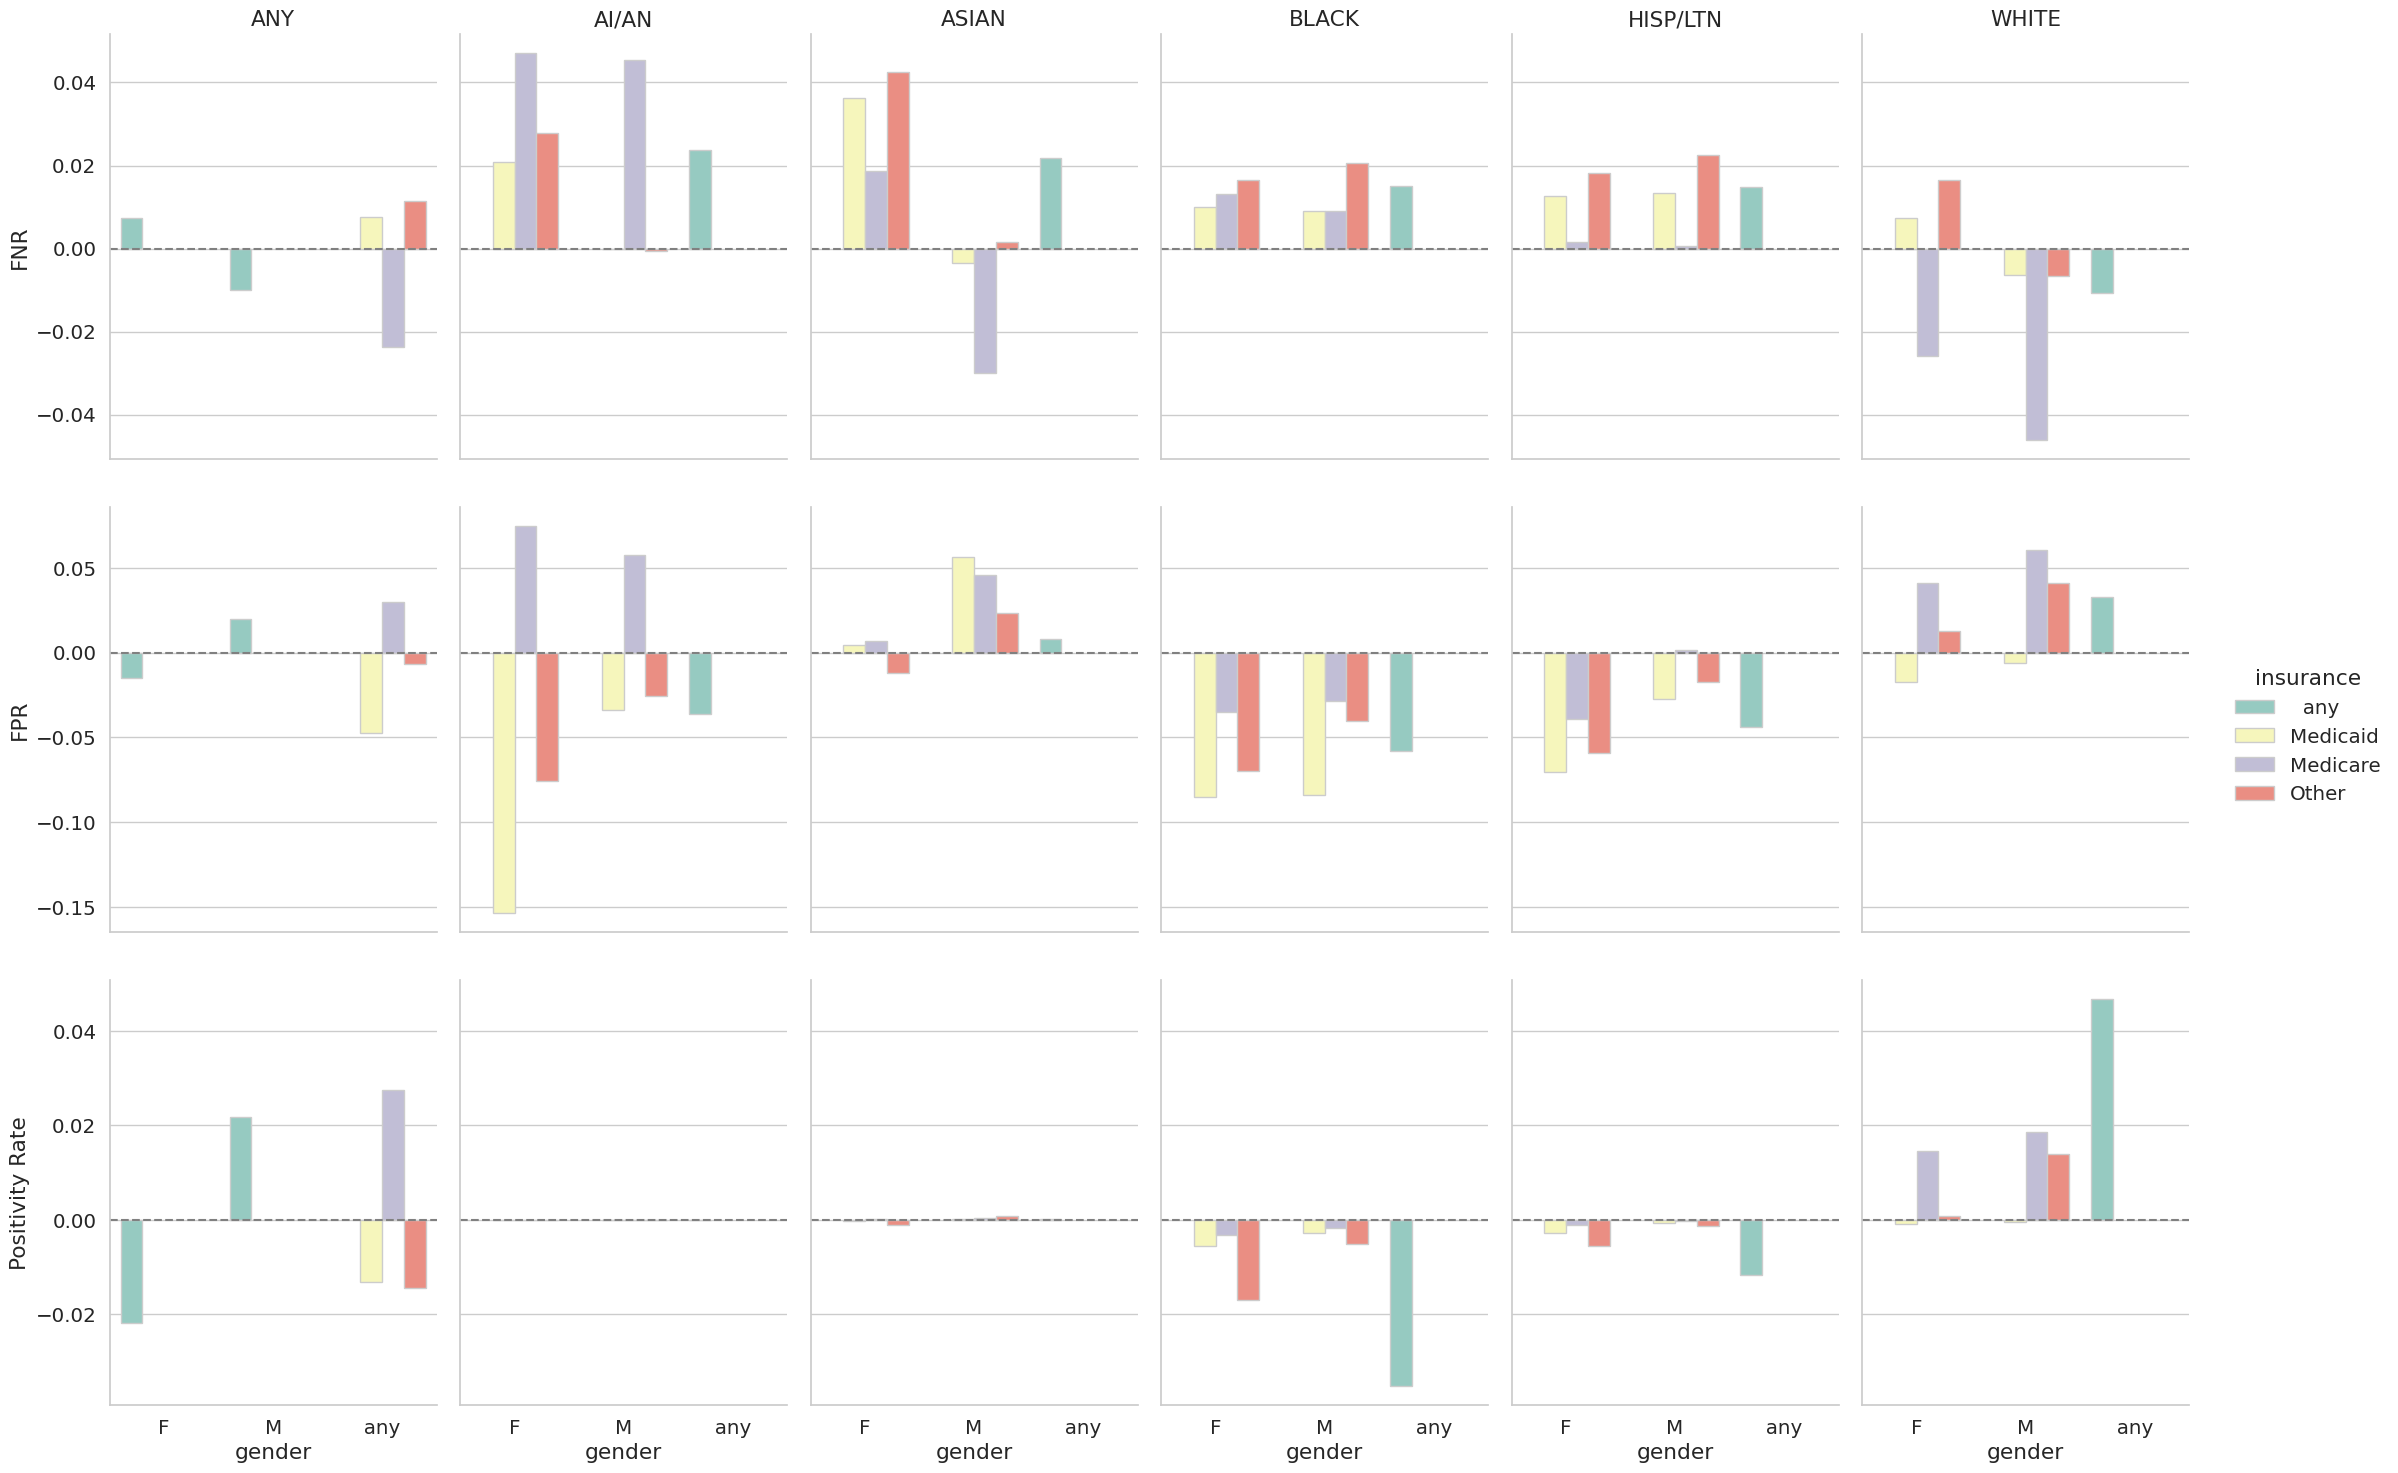 ANY AI/AN ASIAN BLACK HISP/LTN WHITE
FNR
0.04
0.02
0.00
−0.02
−0.04
FPR
0.05
0.00
−0.05
−0.10
−0.15
insurance
any
Medicaid
Medicare
Other
Positivity Rate
0.04
0.02
0.00
−0.02
F M any F M any F M any F M any F M any F M any
gender gender gender gender gender gender